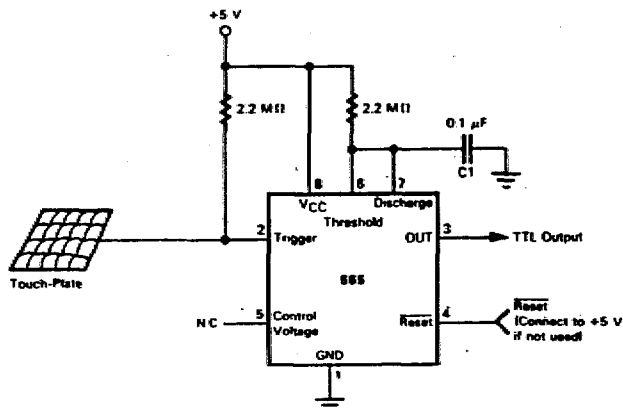 +5 V
2.2 MΩ
2.2 MΩ
0.1 μF
C1
8
6
7
VCC
Threshold
Discharge
2
Trigger
OUT
3
TTL Output
Touch-Plate
555
NC
5
Control
Voltage
Reset
4
Reset
(Connect to +5 V
if not used)
GND
1